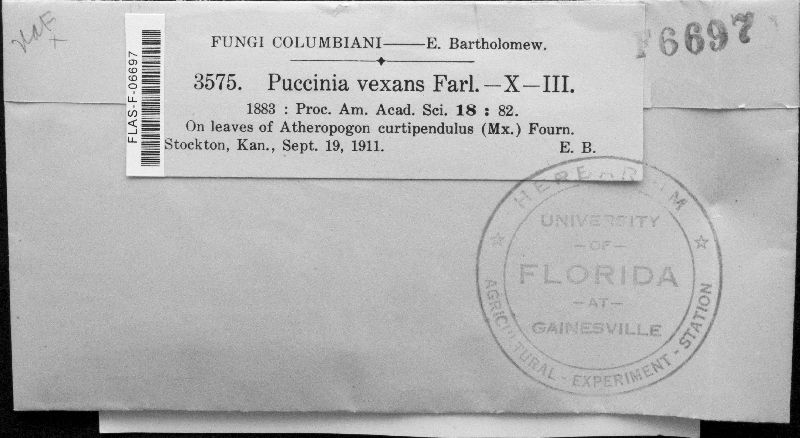 FUNGI COLUMBIANI——E. Bartholomew.
3575. Puccinia vexans Farl.—X—III.
1883 : Proc. Am. Acad. Sci. 18 : 82.
On leaves of Atheropogon curtipendulus (Mx.) Fourn.
Stockton, Kan., Sept. 19, 1911. E. B.
FLAS-F-06697
F6697
HERBARIUM
UNIVERSITY
—OF—
FLORIDA
—AT—
GAINESVILLE
AGRICULTURAL - EXPERIMENT - STATION